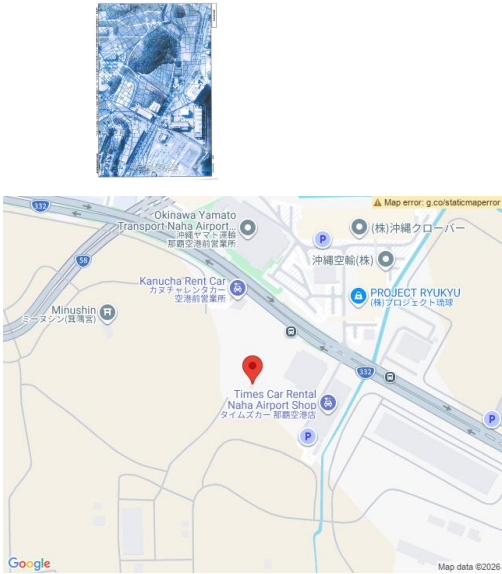 Map error: g.co/staticmaperror
332
Okinawa Yamato
Transport Naha Airport...
沖縄ヤマト運輸
那覇空港前営業所
P
(株)沖縄クローバー
沖縄空輸(株)
58
Kanucha Rent Car
カヌチャレンタカー
空港前営業所
PROJECT RYUKYU
(株)プロジェクト琉球
Minushin
ミーヌシン(箕隅宮)
332
Times Car Rental
Naha Airport Shop
タイムズカー 那覇空港店
P
P
Google
Map data ©2026